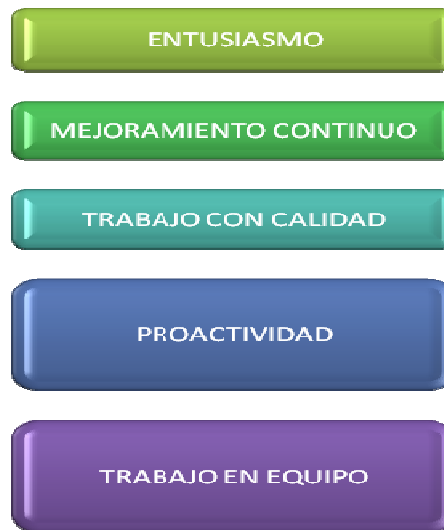 ENTUSIASMO
MEJORAMIENTO CONTINUO
TRABAJO CON CALIDAD
PROACTIVIDAD
TRABAJO EN EQUIPO